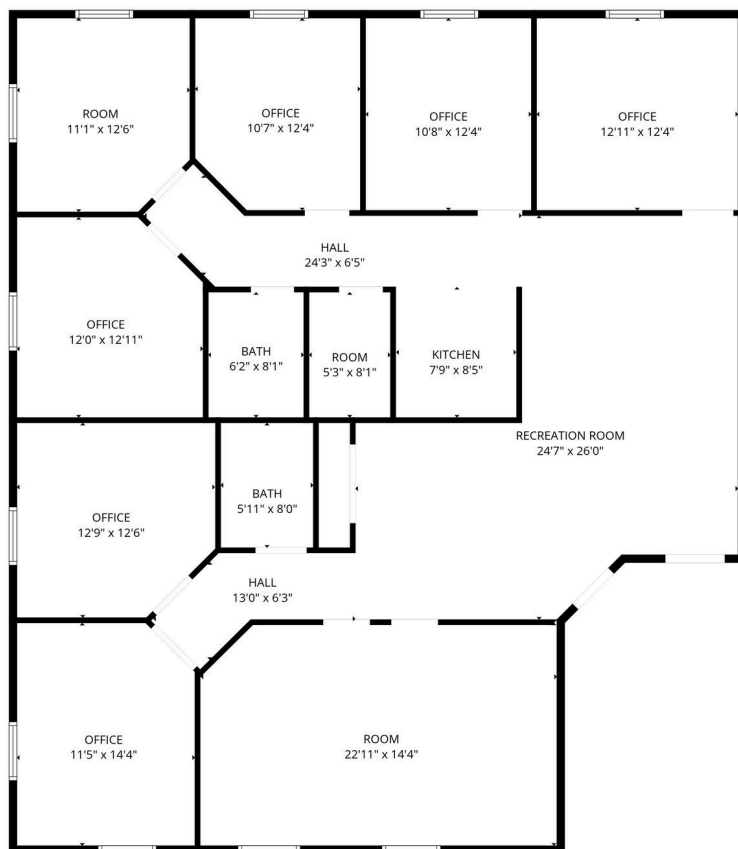 ROOM
11'1" x 12'6"
OFFICE
10'7" x 12'4"
OFFICE
10'8" x 12'4"
OFFICE
12'11" x 12'4"
HALL
24'3" x 6'5"
OFFICE
12'0" x 12'11"
BATH
6'2" x 8'1"
ROOM
5'3" x 8'1"
KITCHEN
7'9" x 8'5"
RECREATION ROOM
24'7" x 26'0"
OFFICE
12'9" x 12'6"
BATH
5'11" x 8'0"
HALL
13'0" x 6'3"
OFFICE
11'5" x 14'4"
ROOM
22'11" x 14'4"